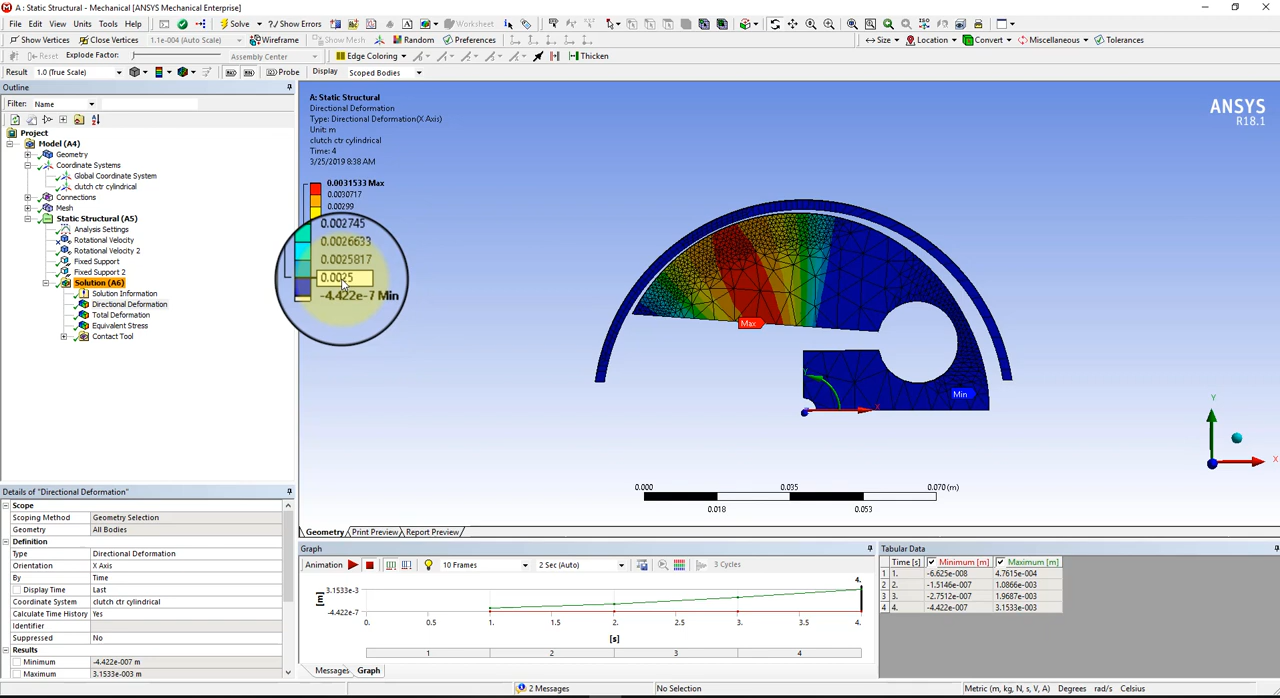 A : Static Structural - Mechanical [ANSYS Mechanical Enterprise]
File Edit View Units Tools Help Solve ?/ Show Errors Worksheet
Show Vertices Close Vertices 1.1e-004 (Auto Scale) Wireframe Show Mesh Random Preferences Size Location Convert Miscellaneous Tolerances
Reset Explode Factor: Assembly Center Edge Coloring Thicken
Result 1.0 (True Scale) Probe Display Scoped Bodies
Outline
Filter: Name
Project
Model (A4)
Geometry
Coordinate Systems
Global Coordinate System
clutch ctr cylindrical
Connections
Mesh
Static Structural (A5)
Analysis Settings
Rotational Velocity
Rotational Velocity 2
Fixed Support
Fixed Support 2
Solution (A6)
Solution Information
Directional Deformation
Total Deformation
Equivalent Stress
Contact Tool
A: Static Structural
Directional Deformation
Type: Directional Deformation(X Axis)
Unit: m
clutch ctr cylindrical
Time: 4
3/25/2019 8:38 AM
0.0031533 Max
0.0030717
0.00299
0.002745
0.0026633
0.0025817
0.0025
-4.422e-7 Min
ANSYS
R18.1
Max
Min
Y
X
Y
X
0.000 0.035 0.070 (m)
0.018 0.053
Geometry Print Preview Report Preview
Details of "Directional Deformation"
Scope
Scoping Method Geometry Selection
Geometry All Bodies
Definition
Type Directional Deformation
Orientation X Axis
By Time
Display Time Last
Coordinate System clutch ctr cylindrical
Calculate Time History Yes
Identifier
Suppressed No
Results
Minimum -4.422e-007 m
Maximum 3.1533e-003 m
Graph
Animation 10 Frames 2 Sec (Auto) 3 Cycles
4.
3.1533e-3
[m]
-4.422e-7
0. 0.5 1. 1.5 2. 2.5 3. 3.5 4.
[s]
1 2 3 4
Messages Graph
Tabular Data
Time [s] Minimum [m] Maximum [m]
1 1. -6.625e-008 4.7615e-004
2 2. -1.5146e-007 1.0866e-003
3 3. -2.7512e-007 1.9687e-003
4 4. -4.422e-007 3.1533e-003
2 Messages No Selection Metric (m, kg, N, s, V, A) Degrees rad/s Celsius